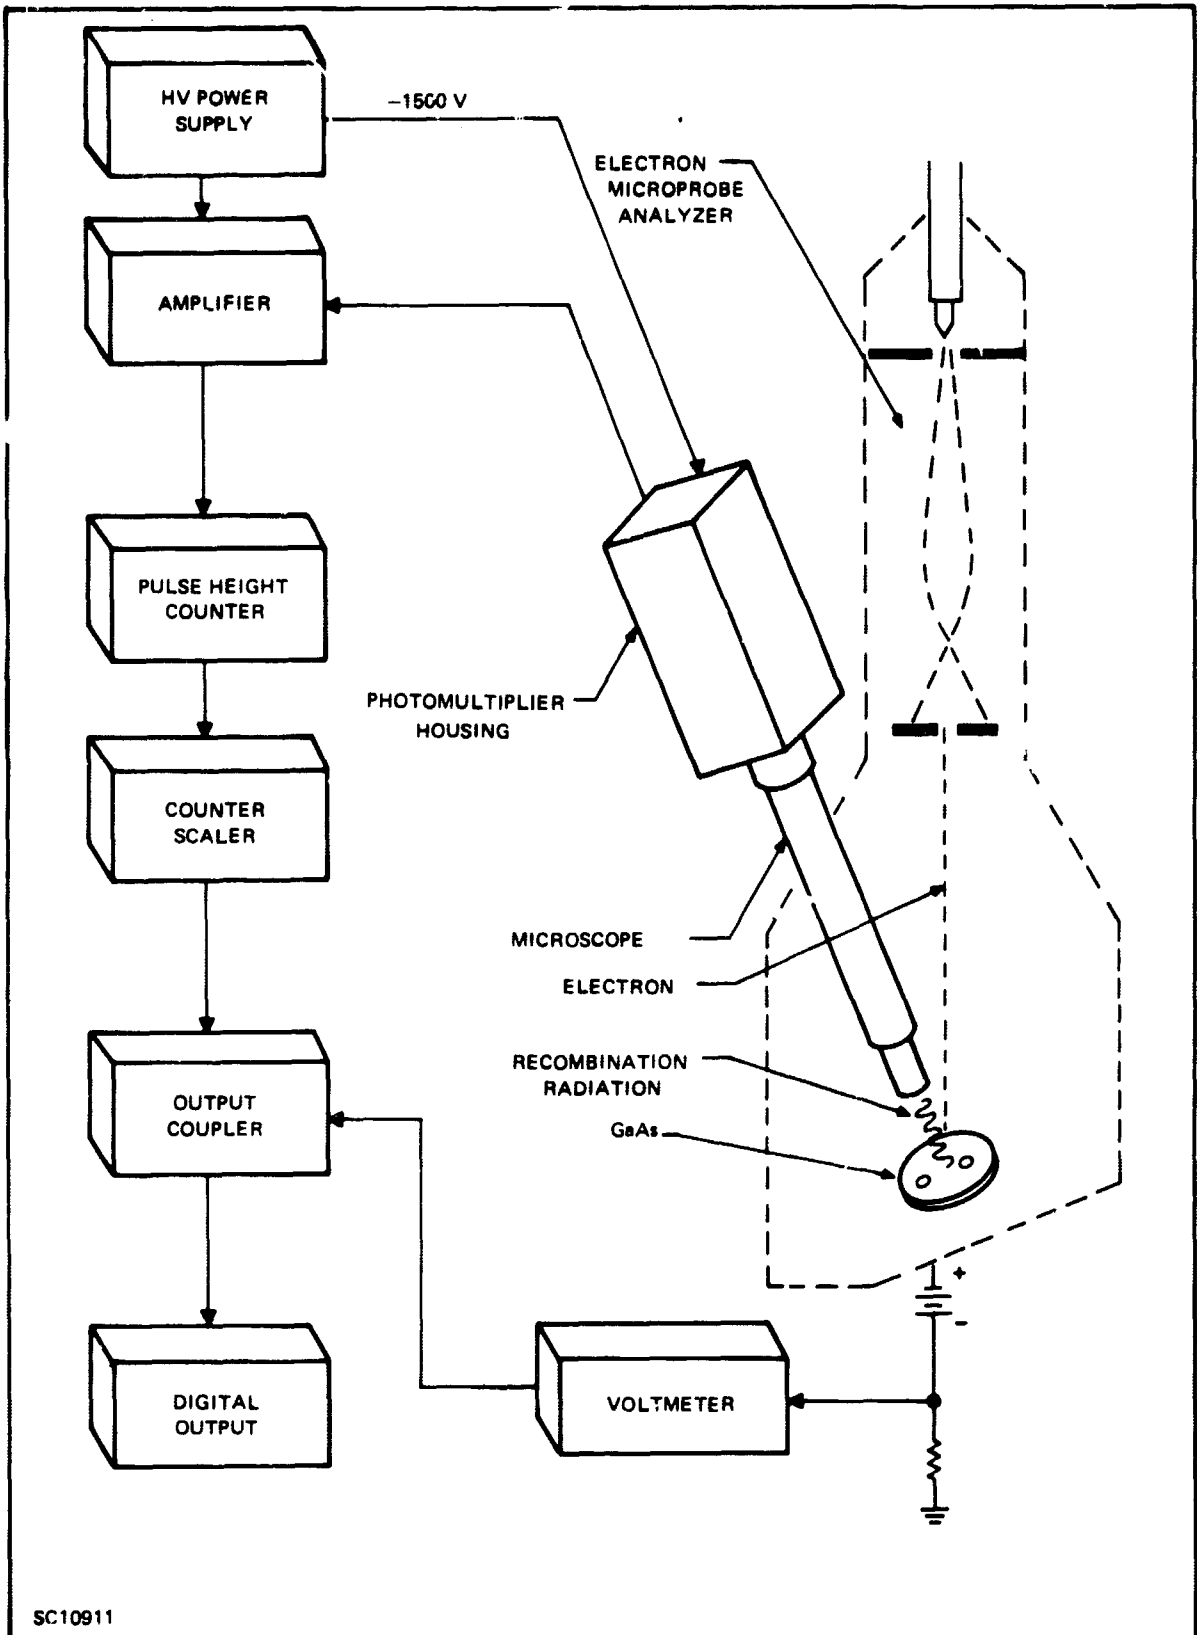 HV POWER
SUPPLY
-1500 V
ELECTRON
MICROPROBE
ANALYZER
AMPLIFIER
PULSE HEIGHT
COUNTER
PHOTOMULTIPLIER
HOUSING
COUNTER
SCALER
MICROSCOPE
ELECTRON
RECOMBINATION
RADIATION
GaAs
OUTPUT
COUPLER
+
-
DIGITAL
OUTPUT
VOLTMETER
SC10911